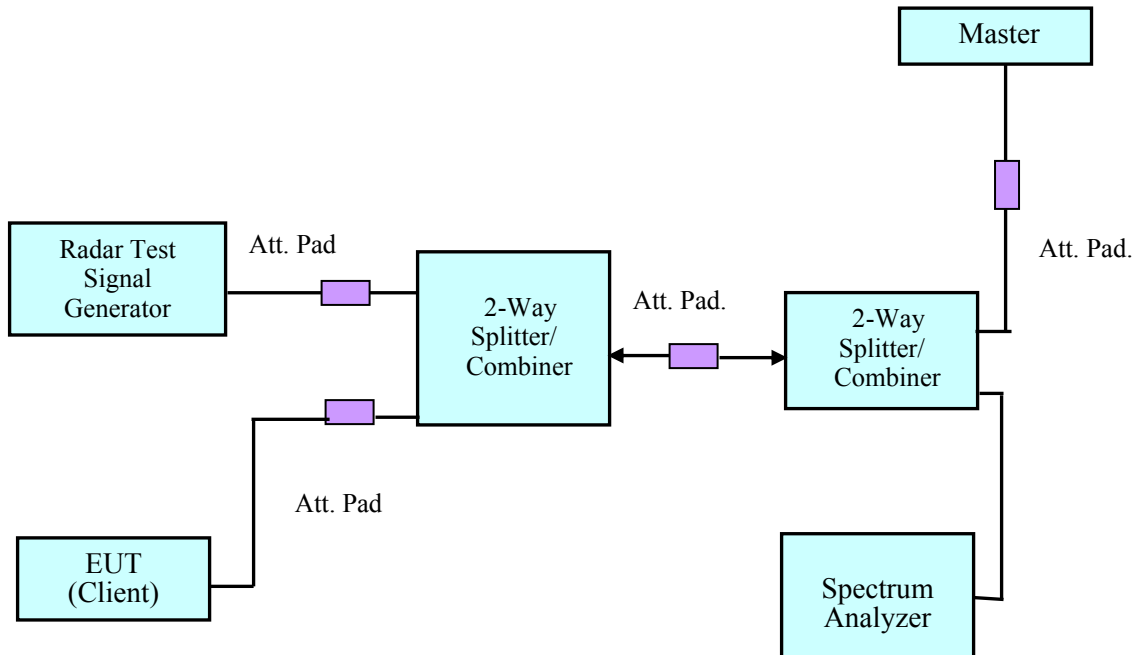 Master
Att. Pad.
Radar Test
Signal
Generator
Att. Pad
2-Way
Splitter/
Combiner
Att. Pad.
2-Way
Splitter/
Combiner
Att. Pad
EUT
(Client)
Spectrum
Analyzer